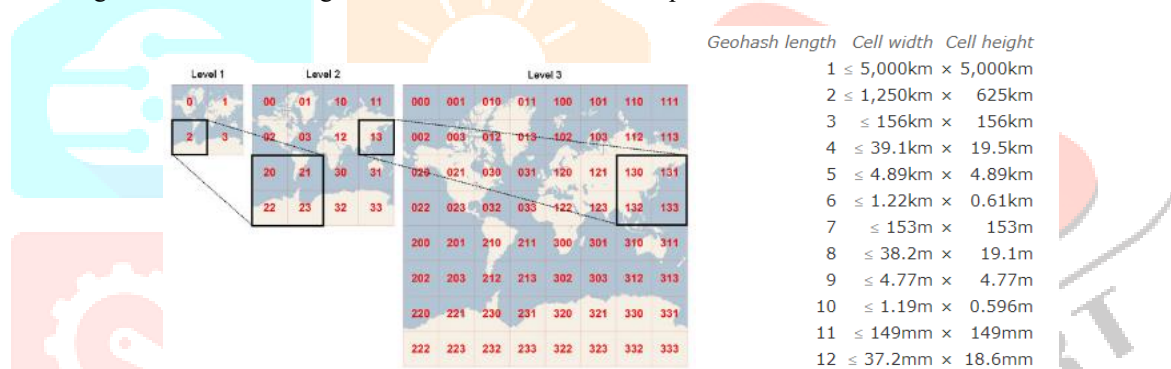 Level 1
0 1
2 3
Level 2
00 01 10 11
02 03 12 13
20 21 30 31
22 23 32 33
Level 3
000 001 010 011 100 101 110 111
002 003 012 013 102 103 112 113
020 021 030 031 120 121 130 131
022 023 032 033 122 123 132 133
200 201 210 211 300 301 310 311
202 203 212 213 302 303 312 313
220 221 230 231 320 321 330 331
222 223 232 233 322 323 332 333
Geohash length Cell width Cell height
1 ≤ 5,000km × 5,000km
2 ≤ 1,250km × 625km
3 ≤ 156km × 156km
4 ≤ 39.1km × 19.5km
5 ≤ 4.89km × 4.89km
6 ≤ 1.22km × 0.61km
7 ≤ 153m × 153m
8 ≤ 38.2m × 19.1m
9 ≤ 4.77m × 4.77m
10 ≤ 1.19m × 0.596m
11 ≤ 149mm × 149mm
12 ≤ 37.2mm × 18.6mm